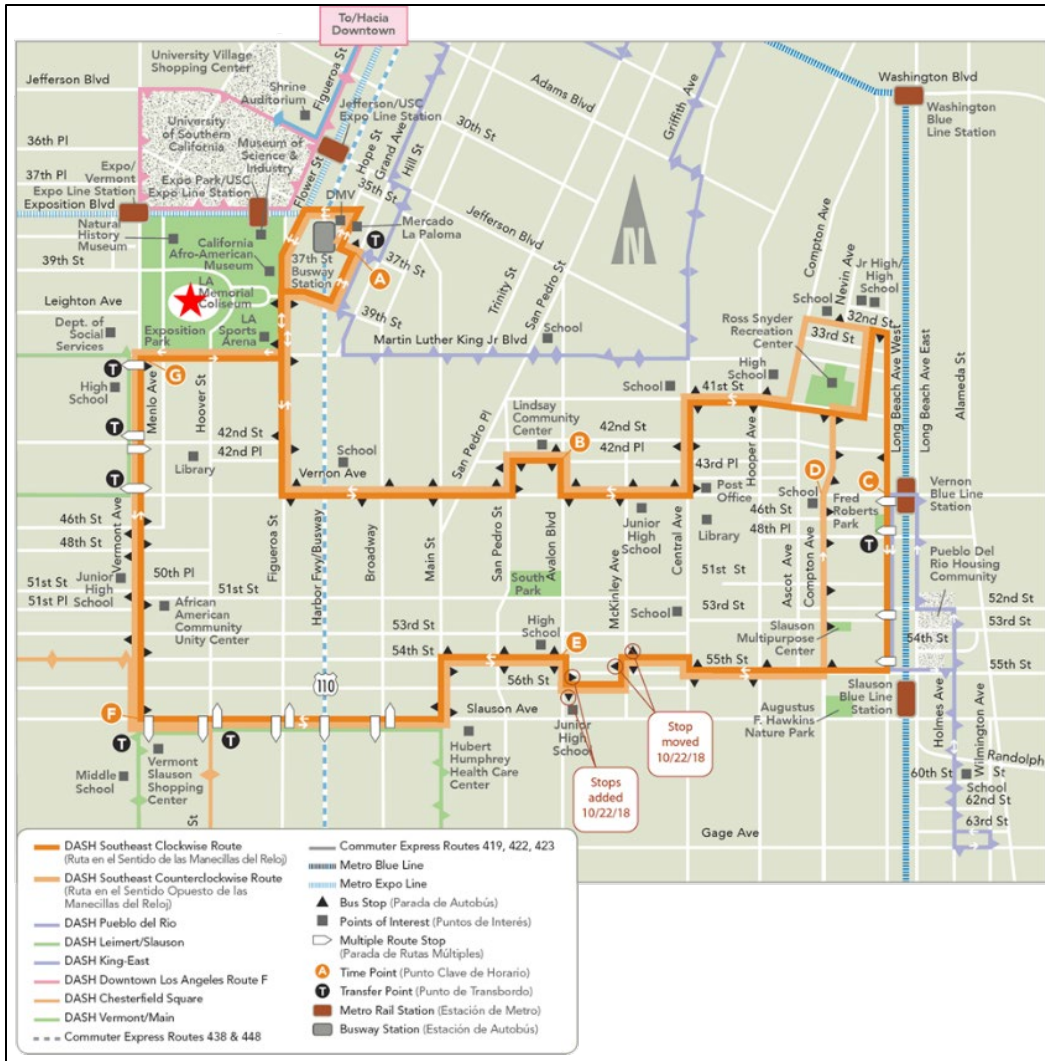 To/Hacia
Downtown
University Village
Shopping Center
Jefferson Blvd
Shrine
Auditorium
Figueroa St
Jefferson/USC
Expo Line Station
Adams Blvd
Griffith Ave
Washington Blvd
Washington
Blue
Line Station
University
of Southern
California
36th Pl
Museum of
Science &
Industry
Expo/
Vermont
Expo Line Station
37th Pl
Expo Park/USC
Expo Line Station
Exposition Blvd
Flower St
Hope St
Grand Ave
Hill St
30th St
35th St
DMV
Mercado
La Paloma
Jefferson Blvd
N
Natural
History
Museum
California
Afro-American
Museum
37th St
Busway
Station
T
A
37th St
39th St
39th St
Trinity St
San Pedro St
Compton Ave
Nevin Ave
Jr High/
High
School
School
32nd St
33rd St
LA
Memorial
Coliseum
Leighton Ave
Dept. of
Social
Services
Exposition
Park
LA
Sports
Arena
School
Martin Luther King Jr Blvd
Ross Snyder
Recreation
Center
High
School
Long Beach Ave West
Long Beach Ave East
Alameda St
T
G
High
School
Menlo Ave
Hoover St
School
41st St
T
42nd St
42nd Pl
Library
School
Vernon Ave
San Pedro Pl
Lindsay
Community
Center
B
42nd St
42nd Pl
43rd Pl
Hooper Ave
Post
Office
D
School
46th St
48th Pl
C
Fred
Roberts
Park
Vernon
Blue Line
Station
T
T
Vermont Ave
46th St
48th St
Figueroa St
Harbor Fwy/Busway
Broadway
Main St
San Pedro St
Avalon Blvd
Junior
High
School
McKinley Ave
Central Ave
Library
Ascot Ave
Compton Ave
Pueblo Del
Rio Housing
Community
51st St
Junior
High
School
50th Pl
51st St
51st Pl
African
American
Community
Unity Center
South
Park
51st St
School
53rd St
Slauson
Multipurpose
Center
52nd St
53rd St
54th St
55th St
53rd St
54th St
High
School
E
56th St
55th St
Slauson
Blue Line
Station
110
F
Slauson Ave
Junior
High
School
Augustus
F. Hawkins
Nature Park
Holmes Ave
Wilmington Ave
Randolph
St
T
T
Vermont
Slauson
Shopping
Center
Middle
School
St
Hubert
Humphrey
Health Care
Center
Stops
added
10/22/18
Stop
moved
10/22/18
60th St
School
62nd St
63rd St
Gage Ave
DASH Southeast Clockwise Route
(Ruta en el Sentido de las Manecillas del Reloj)
DASH Southeast Counterclockwise Route
(Ruta en el Sentido Opuesto de las
Manecillas del Reloj)
DASH Pueblo del Rio
DASH Leimert/Slauson
DASH King-East
DASH Downtown Los Angeles Route F
DASH Chesterfield Square
DASH Vermont/Main
Commuter Express Routes 438 & 448
Commuter Express Routes 419, 422, 423
Metro Blue Line
Metro Expo Line
Bus Stop (Parada de Autobús)
Points of Interest (Puntos de Interés)
Multiple Route Stop
(Parada de Rutas Múltiples)
A Time Point (Punto Clave de Horario)
T Transfer Point (Punto de Transbordo)
Metro Rail Station (Estación de Metro)
Busway Station (Estación de Autobús)